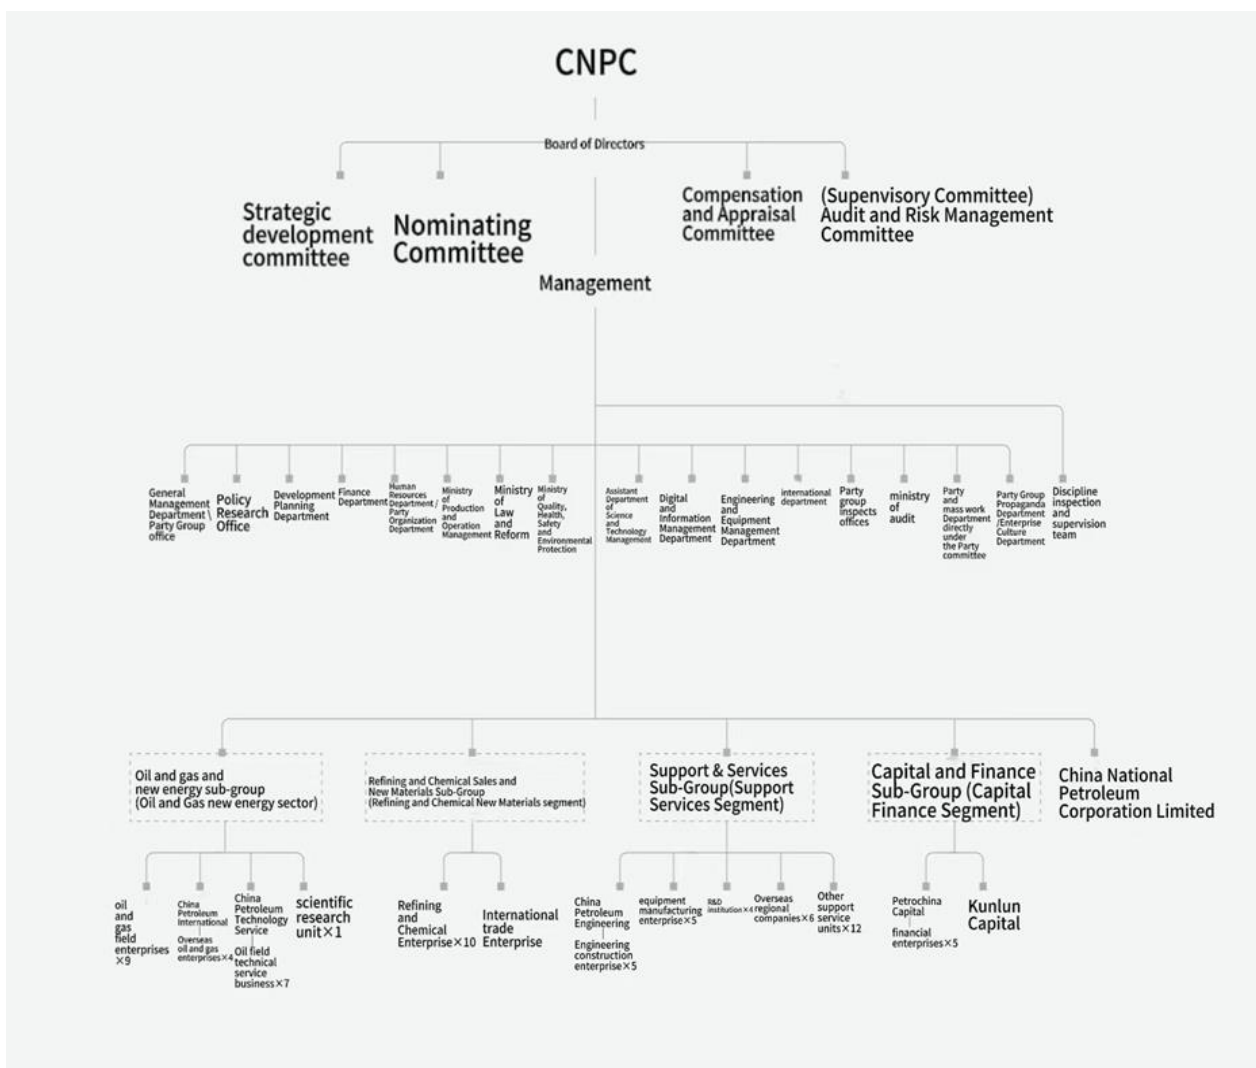 CNPC
Board of Directors
Strategic
development
committee
Nominating
Committee
Compensation
and Appraisal
Committee
(Supervisory Committee)
Audit and Risk Management
Committee
Management
General
Management
Department\
Party Group
office
Policy
Research
Office
Development
Planning
Department
Finance
Department
Human
Resources
Department/
Party
Organization
Department
Ministry
of
Production
and
Operation
Management
Ministry
of
Law
and
Reform
Ministry
of
Quality,
Health,
Safety
and
Environmental
Protection
Assistant
Department
of
Science
and
Technology
Management
Digital
and
Information
Management
Department
Engineering
and
Equipment
Management
Department
international
department
Party
group
inspects
offices
ministry
of
audit
Party
and
mass work
Department
directly
under
the Party
committee
Party Group
Propaganda
Department
/Enterprise
Culture
Department
Discipline
inspection
and
supervision
team
Oil and gas and
new energy sub-group
(Oil and Gas new energy sector)
Refining and Chemical Sales and
New Materials Sub-Group
(Refining and Chemical New Materials segment)
Support & Services
Sub-Group(Support
Services Segment)
Capital and Finance
Sub-Group (Capital
Finance Segment)
China National
Petroleum
Corporation Limited
oil
and
gas
field
enterprises
×9
China
Petroleum
International
Overseas
oil and gas
enterprises×4
China
Petroleum
Technology
Service
Oil field
technical
service
business×7
scientific
research
unit×1
Refining
and
Chemical
Enterprise×10
International
trade
Enterprise
China
Petroleum
Engineering
Engineering
construction
enterprise×5
equipment
manufacturing
enterprise×5
R&D
institution×4
Overseas
regional
companies×6
Other
support
service
units×12
Petrochina
Capital
financial
enterprises×5
Kunlun
Capital